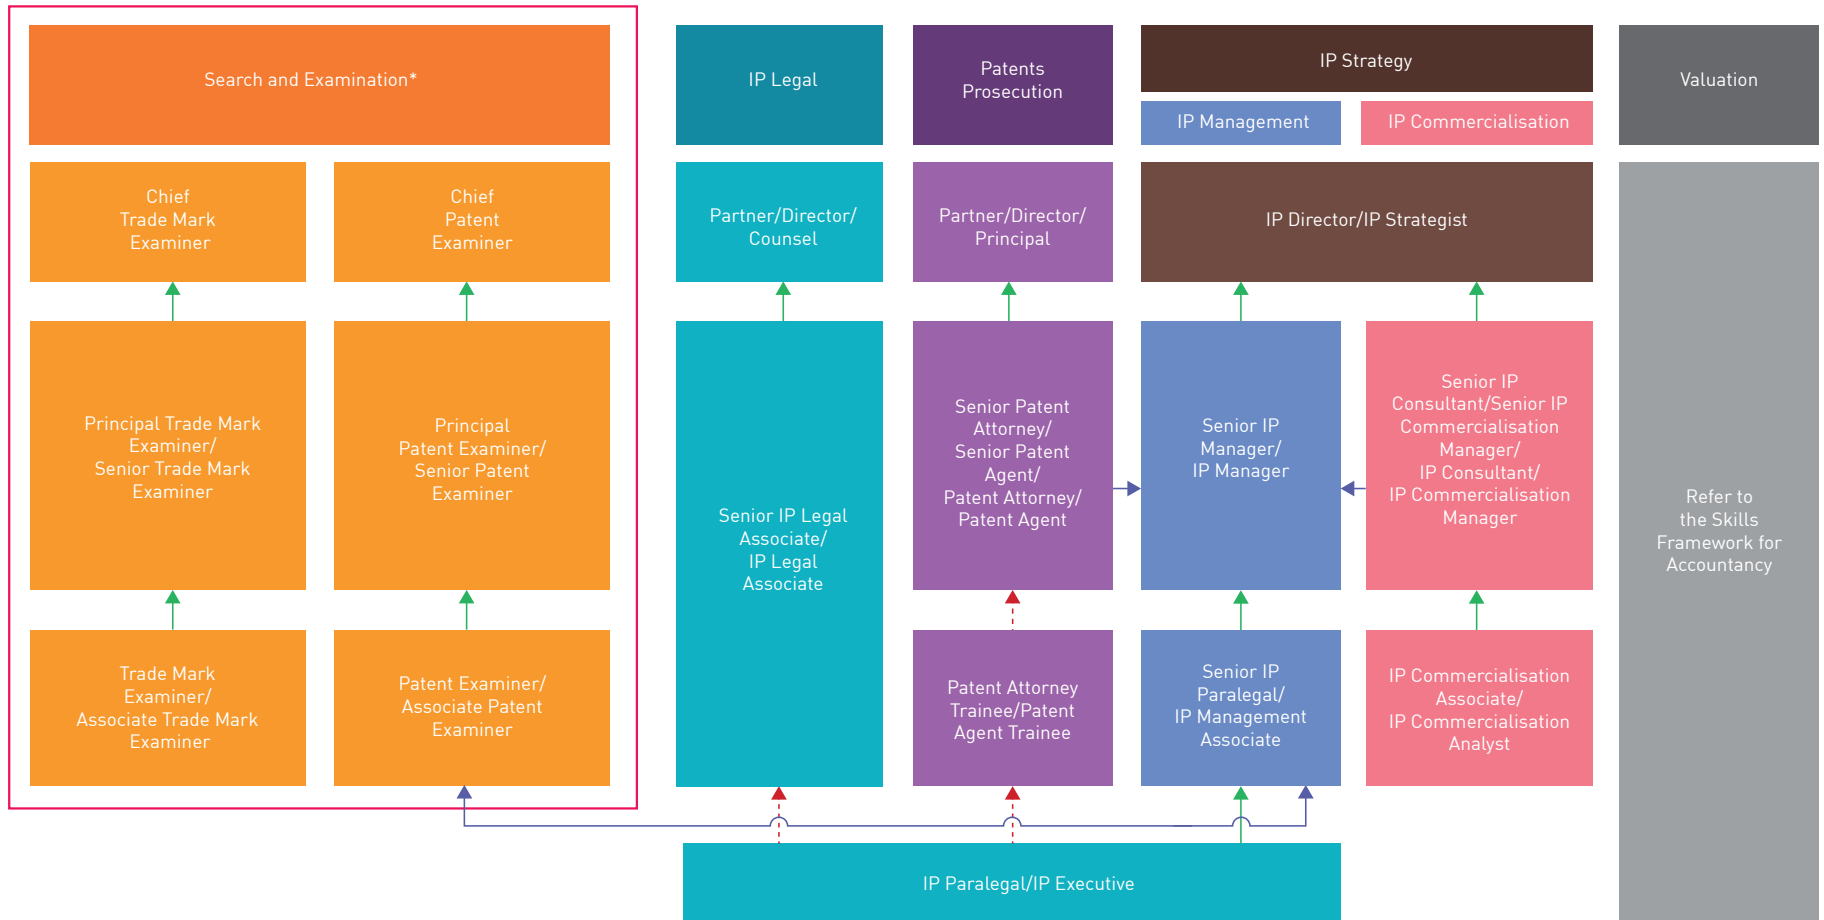 Search and Examination*
IP Legal
Patents
Prosecution
IP Strategy
IP Management
IP Commercialisation
Valuation
Chief
Trade Mark
Examiner
Chief
Patent
Examiner
Partner/Director/
Counsel
Partner/Director/
Principal
IP Director/IP Strategist
Principal Trade Mark
Examiner/
Senior Trade Mark
Examiner
Principal
Patent Examiner/
Senior Patent
Examiner
Senior IP Legal
Associate/
IP Legal
Associate
Senior Patent
Attorney/
Senior Patent
Agent/
Patent Attorney/
Patent Agent
Senior IP
Manager/
IP Manager
Senior IP
Consultant/Senior IP
Commercialisation
Manager/
IP Consultant/
IP Commercialisation
Manager
Refer to
the Skills
Framework for
Accountancy
Trade Mark
Examiner/
Associate Trade Mark
Examiner
Patent Examiner/
Associate Patent
Examiner
Patent Attorney
Trainee/Patent
Agent Trainee
Senior IP
Paralegal/
IP Management
Associate
IP Commercialisation
Associate/
IP Commercialisation
Analyst
IP Paralegal/IP Executive